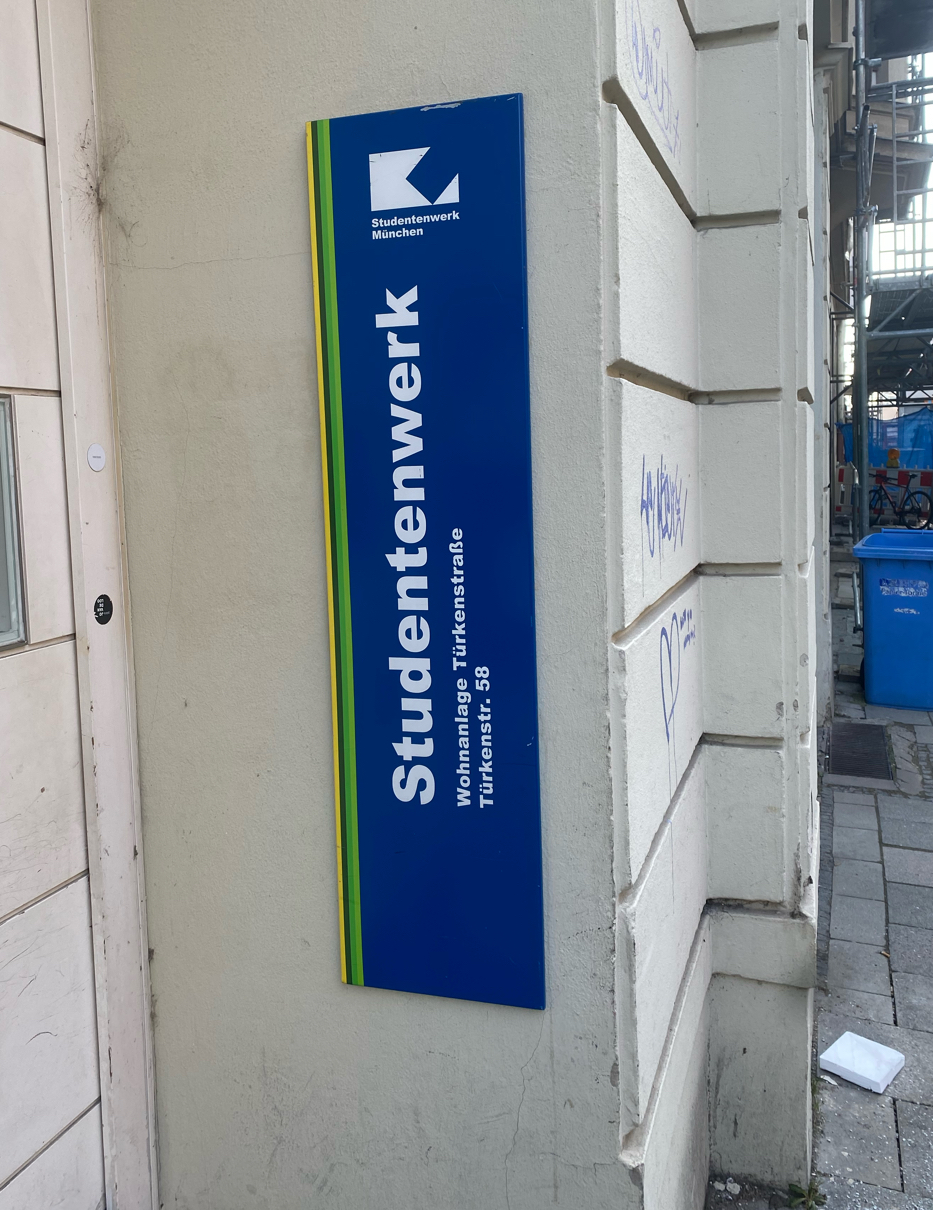 Studentenwerk
München
Studentenwerk
Wohnanlage Türkenstraße
Türkenstr. 58